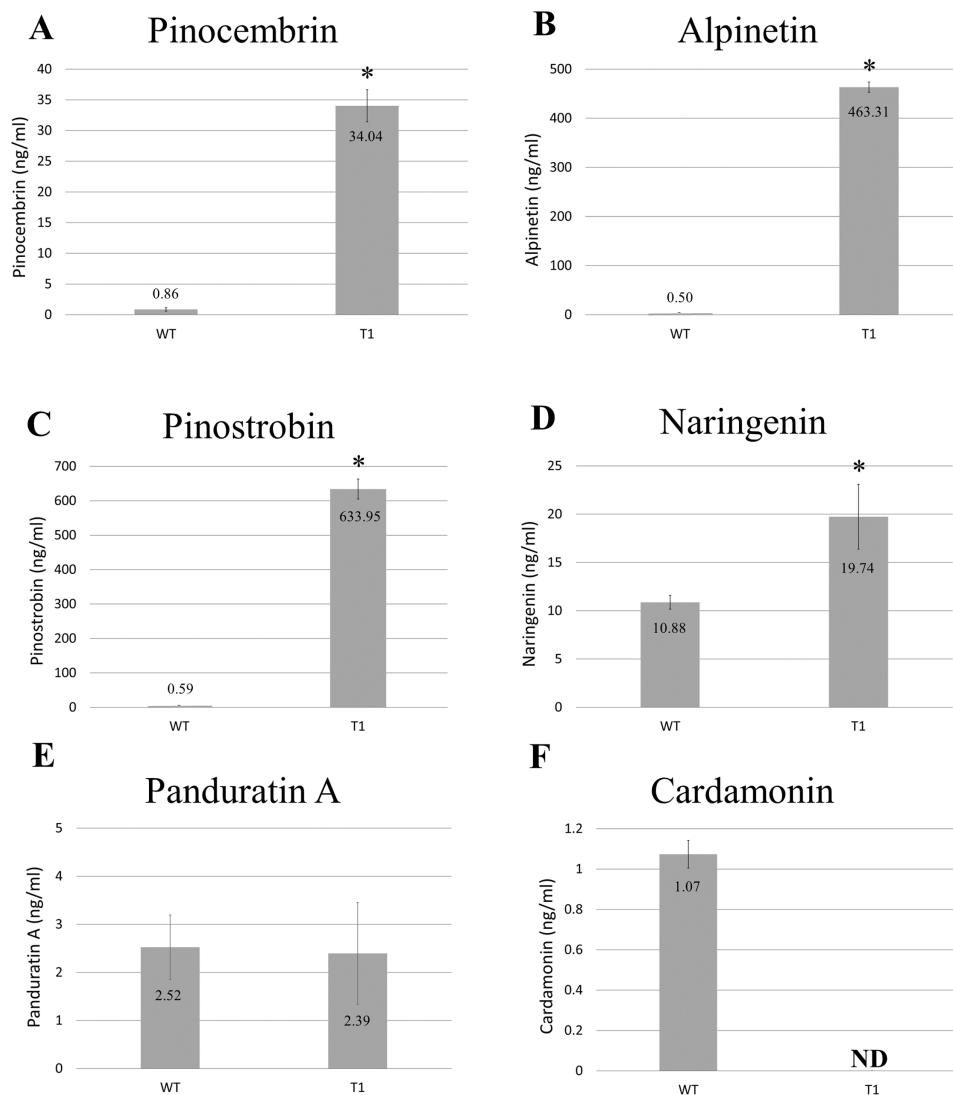 A
Pinocembrin
Pinocembrin (ng/ml)
40
35
30
25
20
15
10
5
0
0.86
*
34.04
WT
T1
B
Alpinetin
Alpinetin (ng/ml)
500
400
300
200
100
0
0.50
*
463.31
WT
T1
C
Pinostrobin
Pinostrobin (ng/ml)
700
600
500
400
300
200
100
0
0.59
*
633.95
WT
T1
D
Naringenin
Naringenin (ng/ml)
25
20
15
10
5
0
10.88
*
19.74
WT
T1
E
Panduratin A
Panduratin A (ng/ml)
5
4
3
2
1
0
2.52
2.39
WT
T1
F
Cardamonin
Cardamonin (ng/ml)
1.2
1
0.8
0.6
0.4
0.2
0
1.07
ND
WT
T1